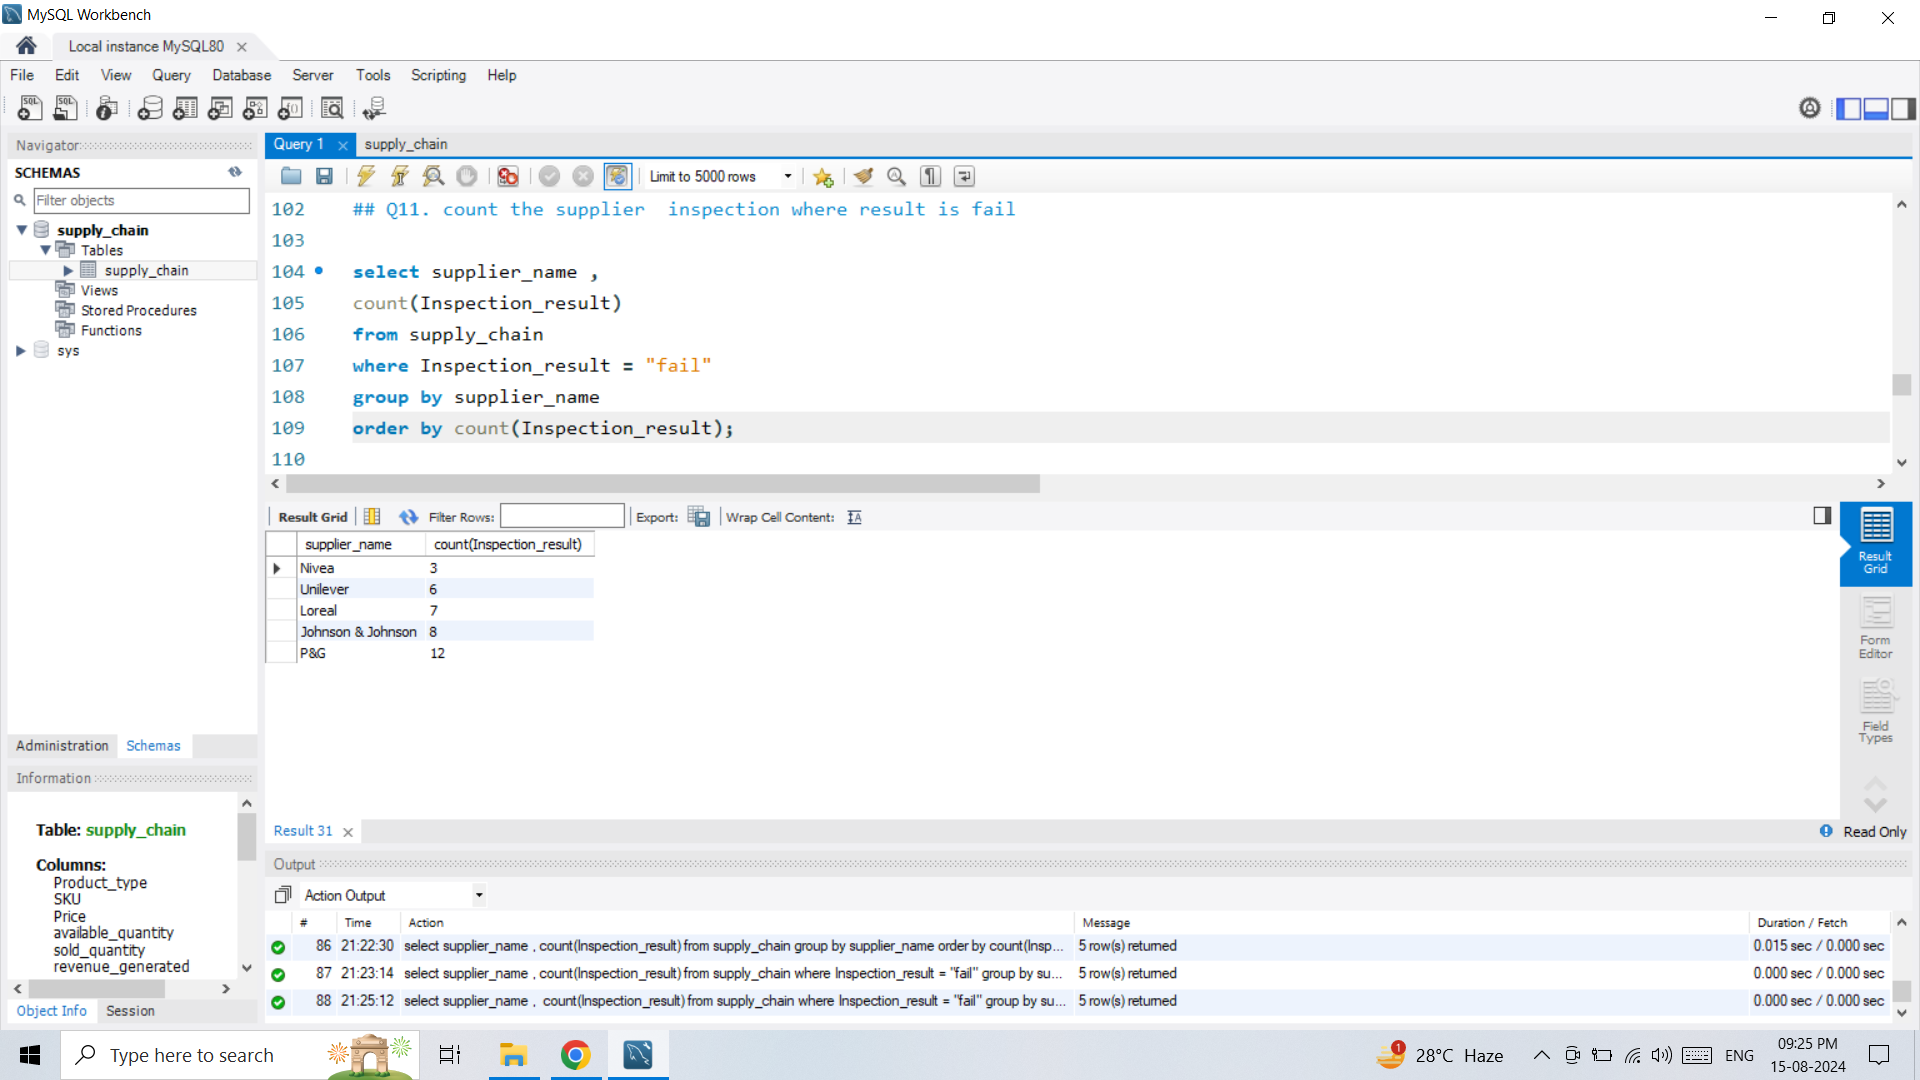 MySQL Workbench
Local instance MySQL80
File Edit View Query Database Server Tools Scripting Help
Navigator
SCHEMAS
Filter objects
supply_chain
Tables
supply_chain
Views
Stored Procedures
Functions
sys
Administration Schemas
Information
Table: supply_chain
Columns:
Product_type
SKU
Price
available_quantity
sold_quantity
revenue_generated
Object Info Session
Query 1 supply_chain
Limit to 5000 rows
102 ## Q11. count the supplier  inspection where result is fail
103
104 select supplier_name ,
105 count(Inspection_result)
106 from supply_chain
107 where Inspection_result = "fail"
108 group by supplier_name
109 order by count(Inspection_result);
110
Result Grid Filter Rows: Export: Wrap Cell Content:
supplier_name count(Inspection_result)
Nivea 3
Unilever 6
Loreal 7
Johnson & Johnson 8
P&G 12
Result Grid
Form Editor
Field Types
Result 31
Read Only
Output
Action Output
# Time Action Message Duration / Fetch
86 21:22:30 select supplier_name , count(Inspection_result) from supply_chain group by supplier_name order by count(Insp... 5 row(s) returned 0.015 sec / 0.000 sec
87 21:23:14 select supplier_name , count(Inspection_result) from supply_chain where Inspection_result = "fail" group by su... 5 row(s) returned 0.000 sec / 0.000 sec
88 21:25:12 select supplier_name ,  count(Inspection_result) from supply_chain where Inspection_result = "fail" group by su... 5 row(s) returned 0.000 sec / 0.000 sec
Type here to search
1
28°C Haze
ENG
09:25 PM
15-08-2024